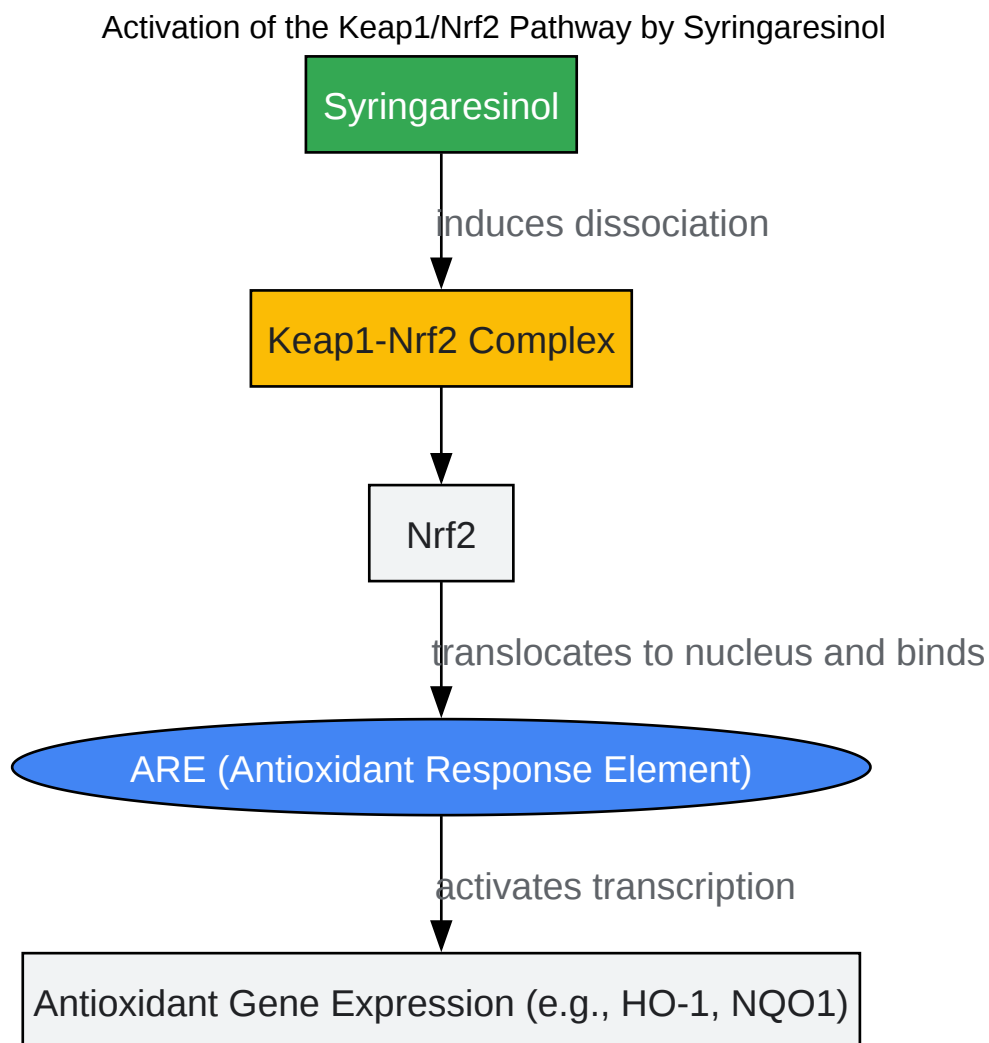 Activation of the Keap1/Nrf2 Pathway by Syringaresinol
Syringaresinol
induces dissociation
Keap1-Nrf2 Complex
Nrf2
translocates to nucleus and binds
ARE (Antioxidant Response Element)
activates transcription
Antioxidant Gene Expression (e.g., HO-1, NQO1)